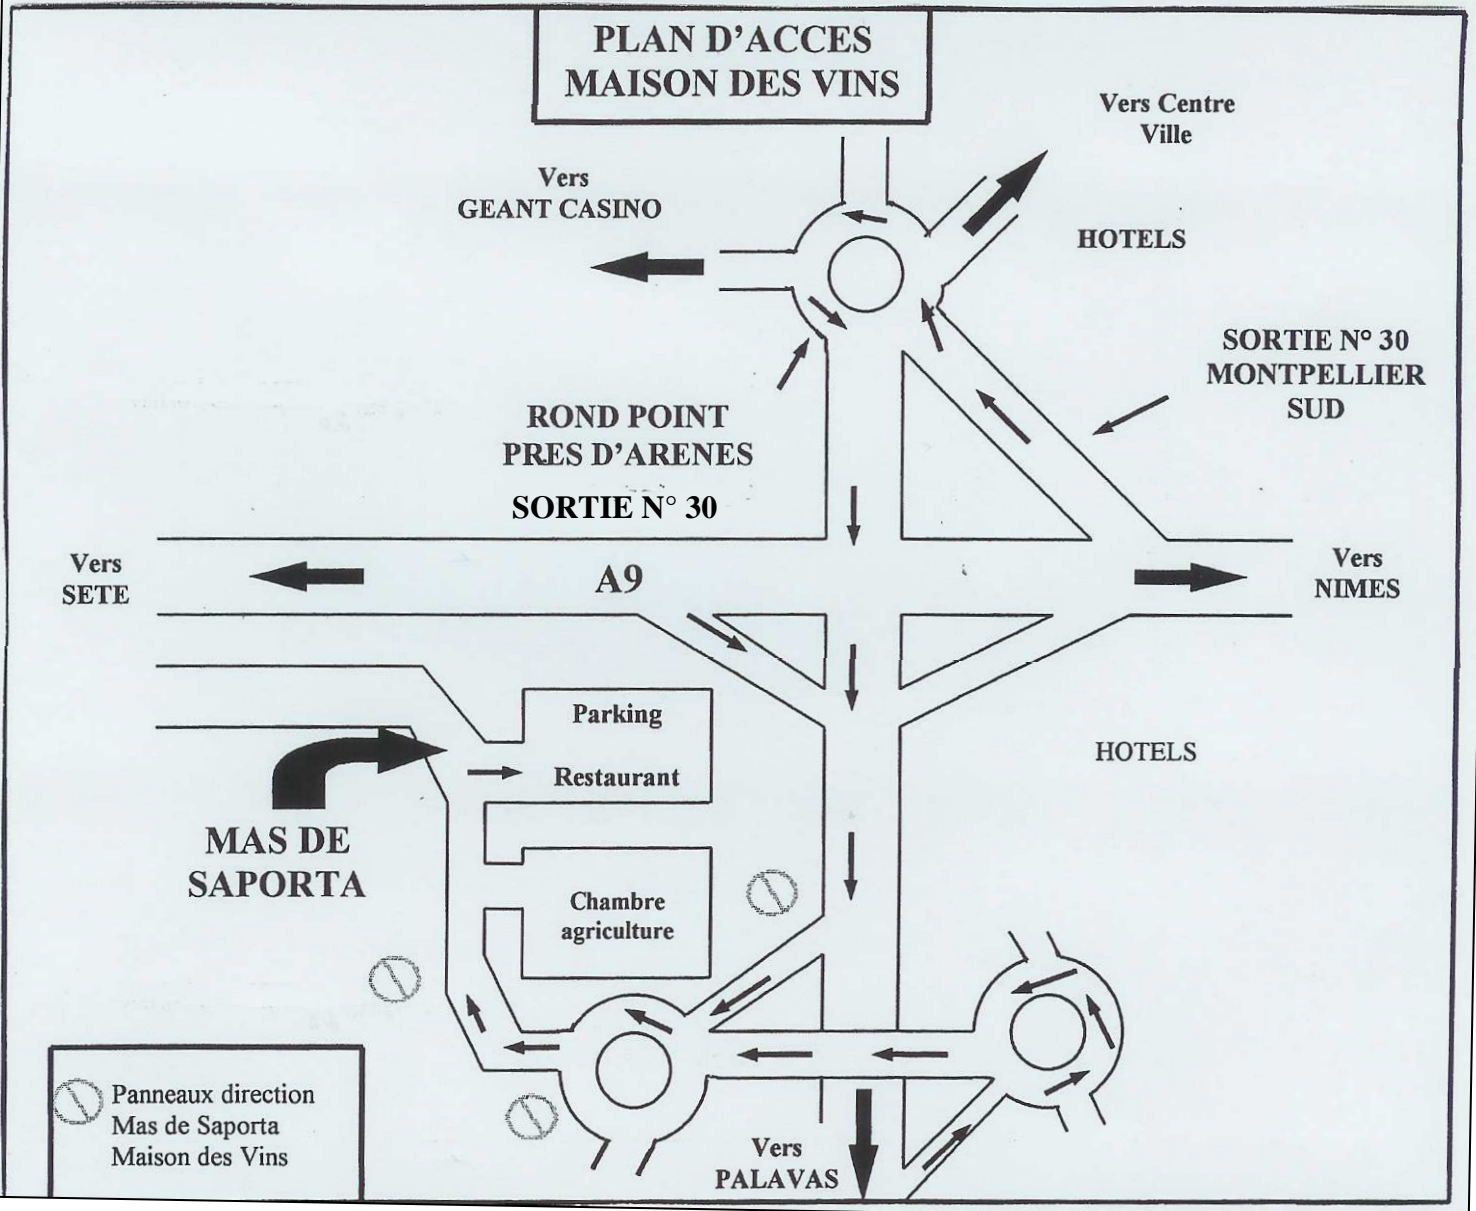 PLAN D'ACCES
MAISON DES VINS
Vers Centre
Ville
Vers
GEANT CASINO
HOTELS
SORTIE N° 30
MONTPELLIER
SUD
ROND POINT
PRES D'ARENES
SORTIE N° 30
Vers
SETE
A9
Vers
NIMES
Parking
Restaurant
HOTELS
MAS DE
SAPORTA
Chambre
agriculture
Panneaux direction
Mas de Saporta
Maison des Vins
Vers
PALAVAS